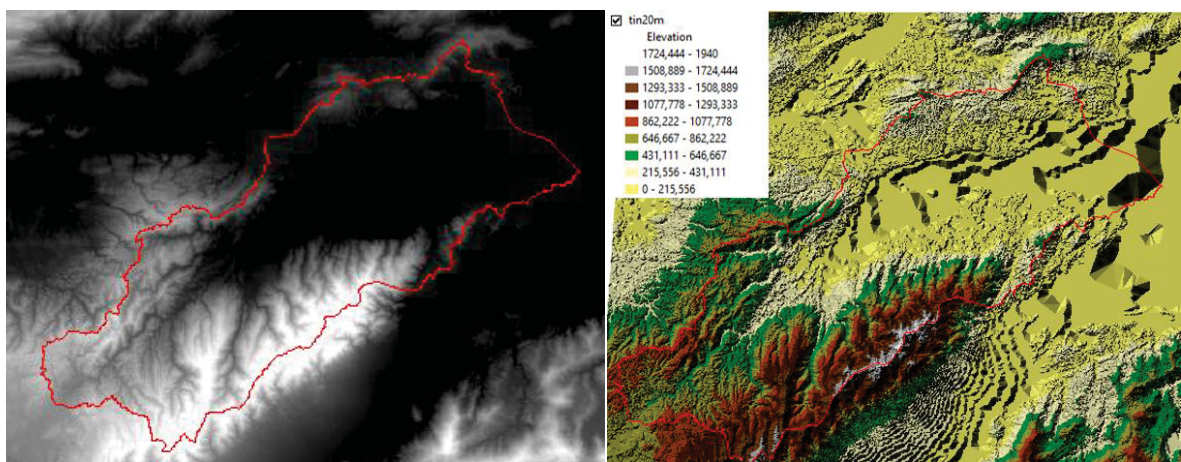 tin20m
Elevation
1724,444 - 1940
1508,889 - 1724,444
1293,333 - 1508,889
1077,778 - 1293,333
862,222 - 1077,778
646,667 - 862,222
431,111 - 646,667
215,556 - 431,111
0 - 215,556